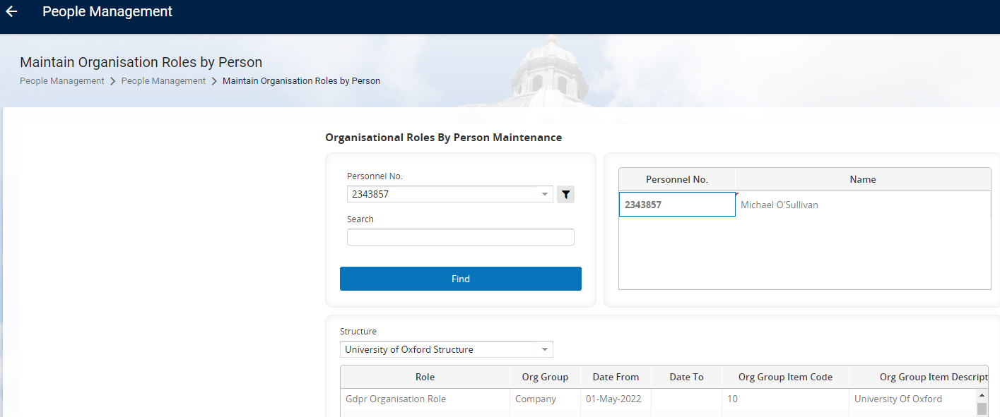 People Management
Maintain Organisation Roles by Person
People Management > People Management > Maintain Organisation Roles by Person
Organisational Roles By Person Maintenance
Personnel No.
2343857
Search
Find
Personnel No. Name
2343857 Michael O'Sullivan
Structure
University of Oxford Structure
Role Org Group Date From Date To Org Group Item Code Org Group Item Descript
Gdpr Organisation Role Company 01-May-2022 10 University Of Oxford